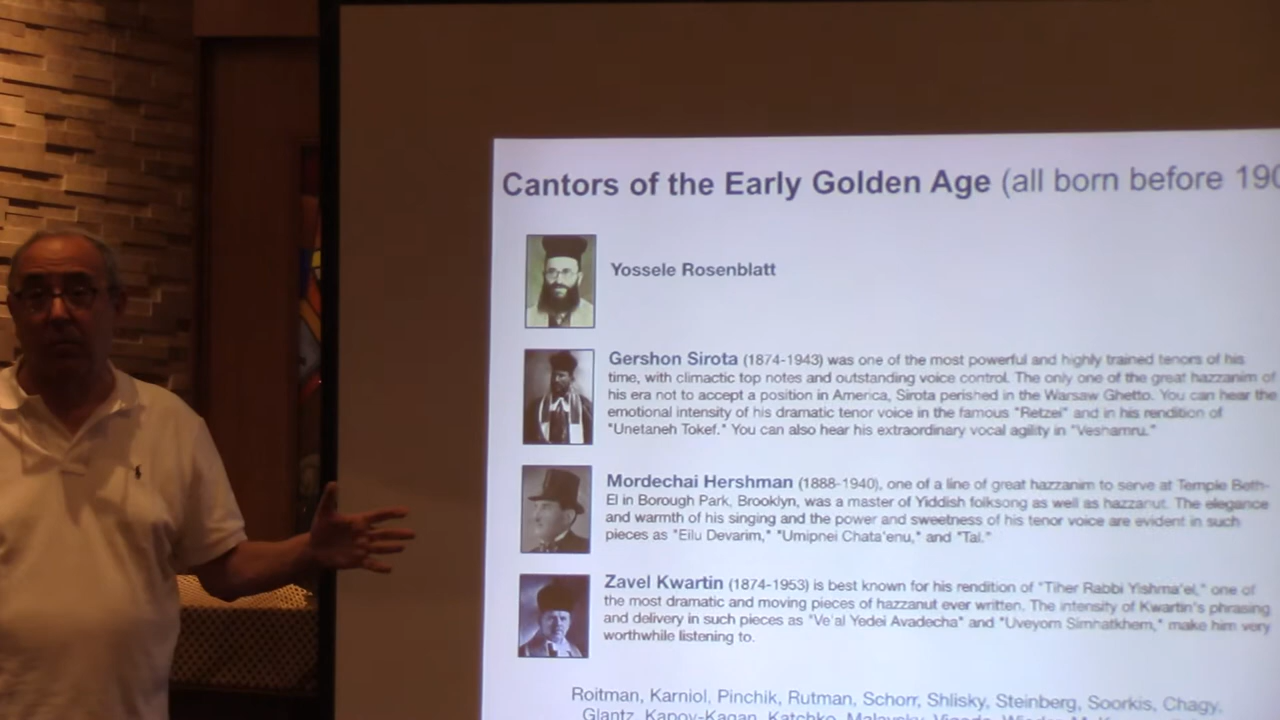 Cantors of the Early Golden Age (all born before 190
Yossele Rosenblatt
Gershon Sirota (1874-1943) was one of the most powerful and highly trained tenors of his
time, with climactic top notes and outstanding voice control. The only one of the great hazzanim of
his era not to accept a position in America, Sirota perished in the Warsaw Ghetto. You can hear the
emotional intensity of his dramatic tenor voice in the famous "Retzei" and in his rendition of
"Unetaneh Tokef." You can also hear his extraordinary vocal agility in "Veshamru."
Mordechai Hershman (1888-1940), one of a line of great hazzanim to serve at Temple Beth-
El in Borough Park, Brooklyn, was a master of Yiddish folksong as well as hazzanut. The elegance
and warmth of his singing and the power and sweetness of his tenor voice are evident in such
pieces as "Eilu Devarim," "Umipnei Chata'enu," and "Tal."
Zavel Kwartin (1874-1953) is best known for his rendition of "Tiher Rabbi Yishma'el," one of
the most dramatic and moving pieces of hazzanut ever written. The intensity of Kwartin's phrasing
and delivery in such pieces as "Ve'al Yedei Avadecha" and "Uveyom Simhatkhem," make him very
worthwhile listening to.
Roitman, Karniol, Pinchik, Rutman, Schorr, Shlisky, Steinberg, Soorkis, Chagy,
Glantz, Kapov-Kagan, Katchko, Malavsky, Vigoda